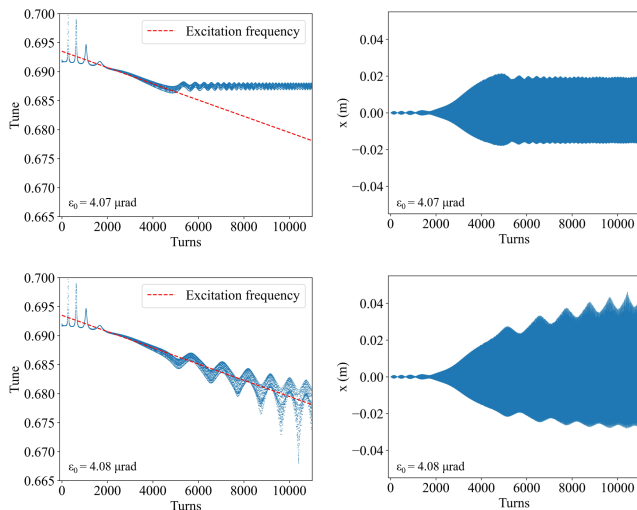 0.700
0.695
0.690
0.685
0.680
0.675
0.670
0.665
Tune
Excitation frequency
ε₀ = 4.07 μrad
0 2000 4000 6000 8000 10000
Turns
0.04
0.02
0.00
−0.02
−0.04
x (m)
ε₀ = 4.07 μrad
0 2000 4000 6000 8000 10000
Turns
0.700
0.695
0.690
0.685
0.680
0.675
0.670
0.665
Tune
Excitation frequency
ε₀ = 4.08 μrad
0 2000 4000 6000 8000 10000
Turns
0.04
0.02
0.00
−0.02
−0.04
x (m)
ε₀ = 4.08 μrad
0 2000 4000 6000 8000 10000
Turns